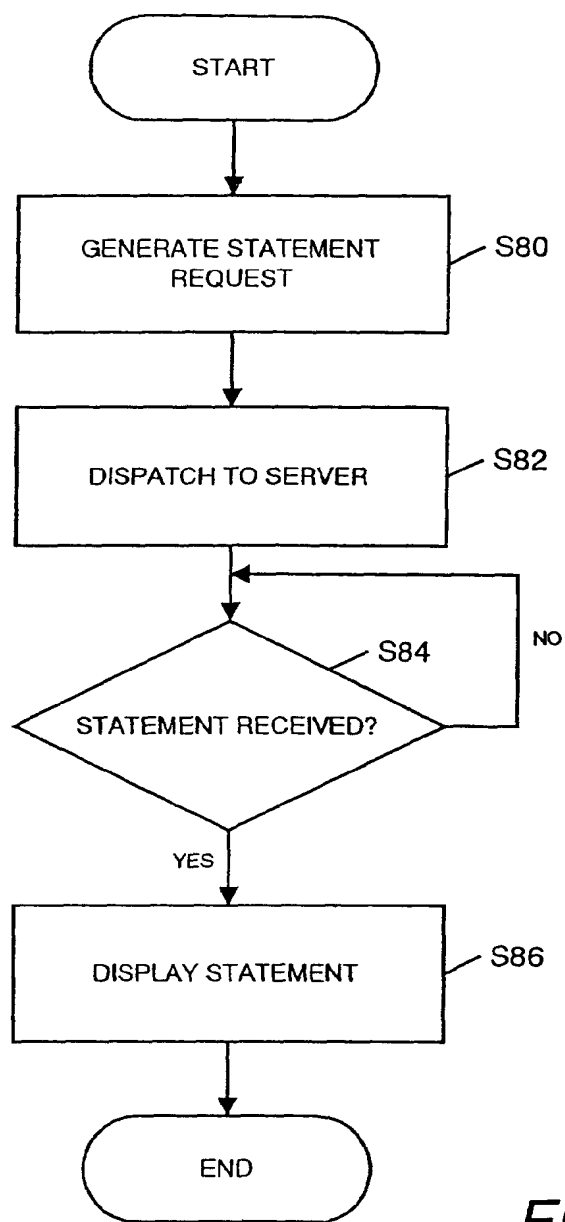 START
GENERATE STATEMENT
REQUEST
S80
DISPATCH TO SERVER
S82
S84
NO
STATEMENT RECEIVED?
YES
DISPLAY STATEMENT
S86
END